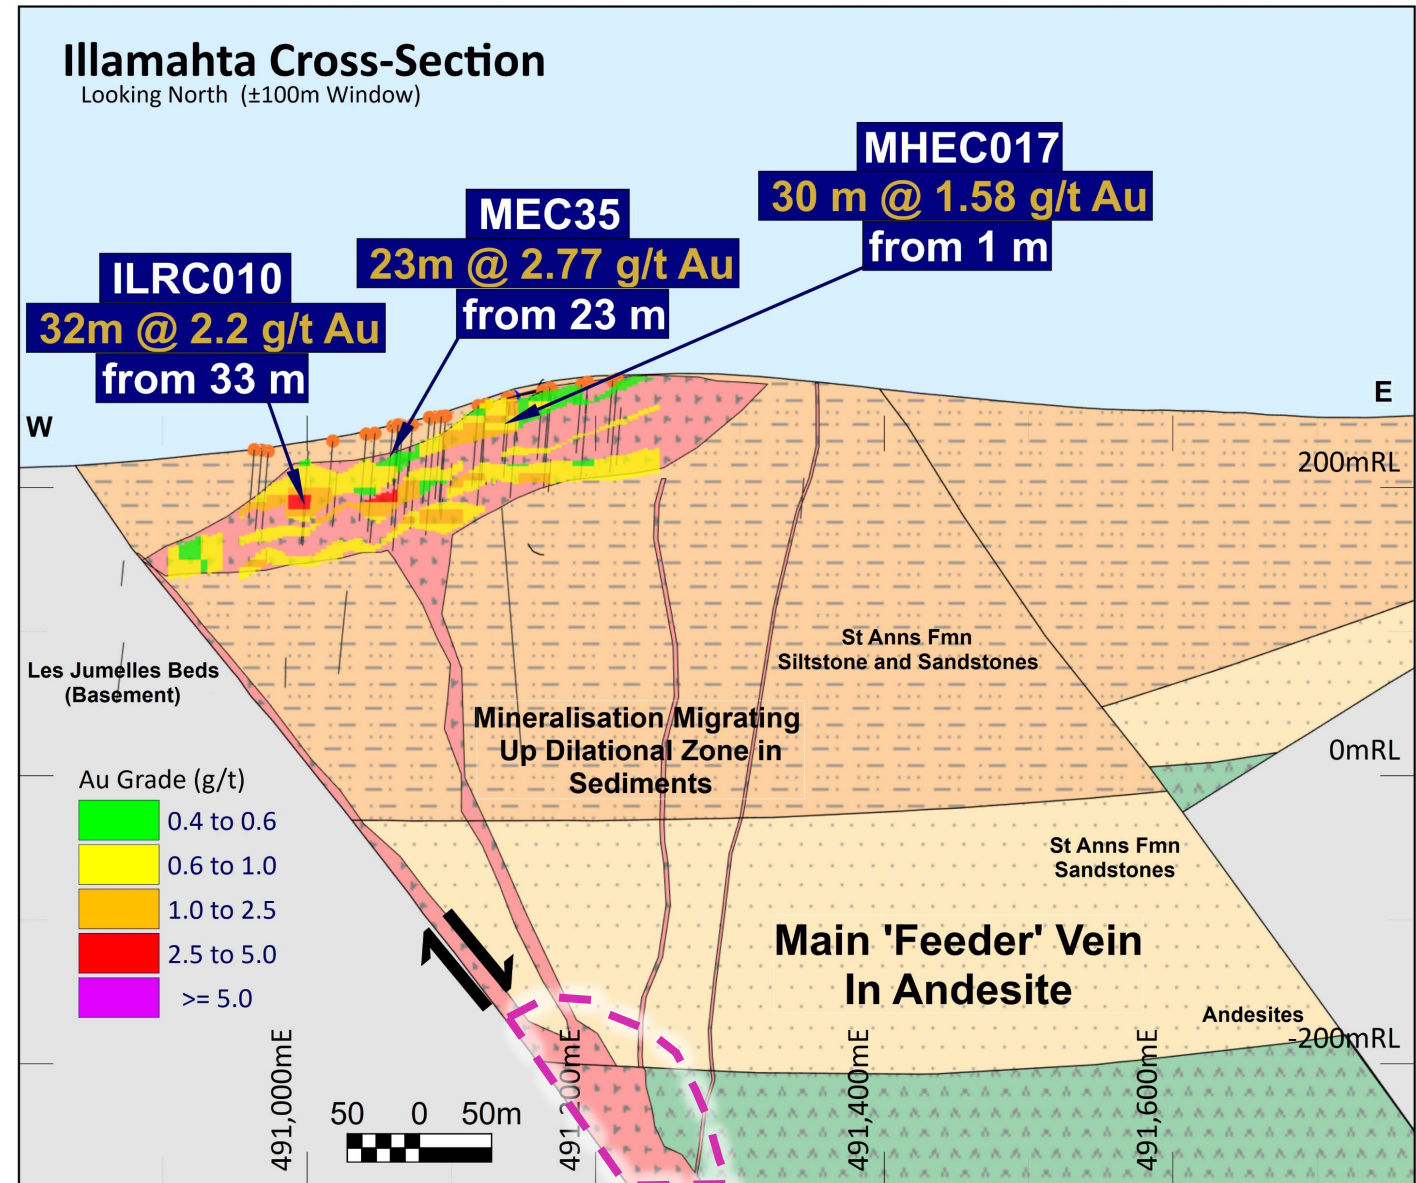 Illamahta Cross-Section
Looking North (±100m Window)
MHEC017
30 m @ 1.58 g/t Au
from 1 m
MEC35
23m @ 2.77 g/t Au
from 23 m
ILRC010
32m @ 2.2 g/t Au
from 33 m
W
E
200mRL
St Anns Fmn
Siltstone and Sandstones
Les Jumelles Beds
(Basement)
Mineralisation Migrating
Up Dilational Zone in
Sediments
0mRL
Au Grade (g/t)
0.4 to 0.6
0.6 to 1.0
1.0 to 2.5
2.5 to 5.0
>= 5.0
St Anns Fmn
Sandstones
Main 'Feeder' Vein
In Andesite
Andesites
-200mRL
491,000mE
491,200mE
491,400mE
491,600mE
50 0 50m